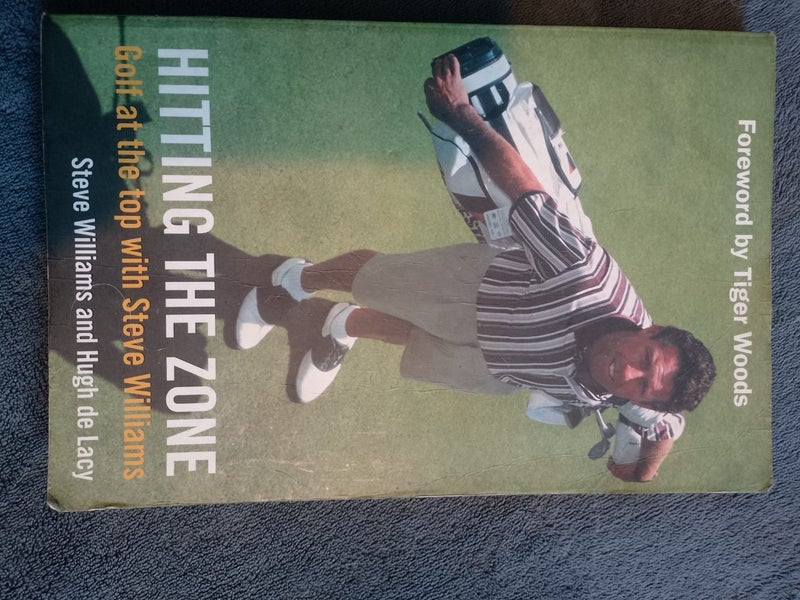 Foreword by Tiger Woods
HITTING THE ZONE
Golf at the top with Steve Williams
Steve Williams and Hugh de Lacy